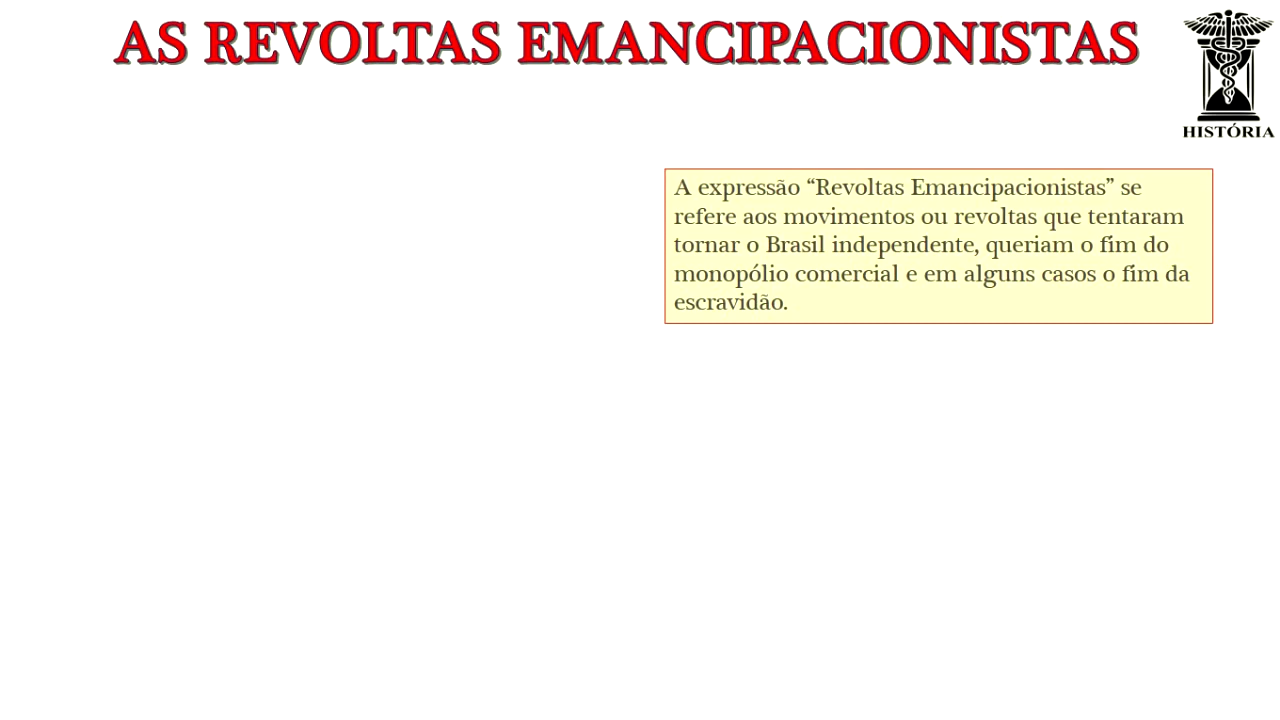 AS REVOLTAS EMANCIPACIONISTAS
HISTÓRIA
A expressão “Revoltas Emancipacionistas” se
refere aos movimentos ou revoltas que tentaram
tornar o Brasil independente, queriam o fim do
monopólio comercial e em alguns casos o fim da
escravidão.